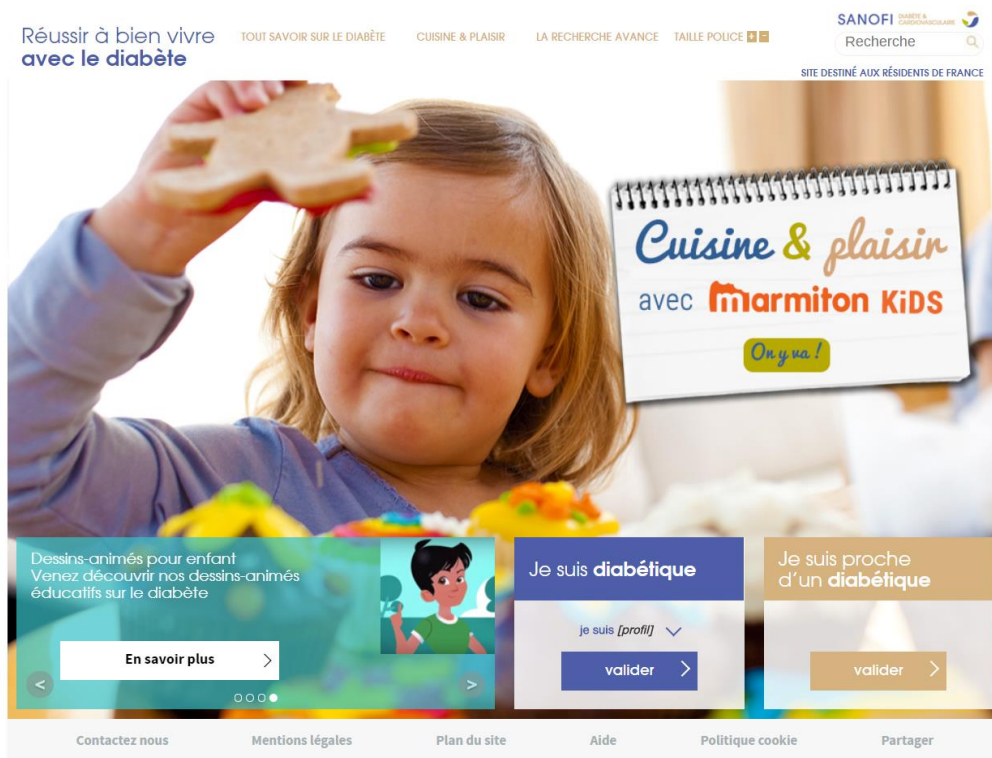 Réussir à bien vivre
avec le diabète
TOUT SAVOIR SUR LE DIABÈTE
CUISINE & PLAISIR
LA RECHERCHE AVANCE
TAILLE POLICE + -
SANOFI DIABÈTE & CARDIOVASCULAIRE
Recherche
SITE DESTINÉ AUX RÉSIDENTS DE FRANCE
Cuisine & plaisir
avec marmiton KiDS
On y va !
Dessins-animés pour enfant
Venez découvrir nos dessins-animés
éducatifs sur le diabète
En savoir plus >
< >
Je suis diabétique
je suis [profil]
valider >
Je suis proche
d'un diabétique
valider >
Contactez nous
Mentions légales
Plan du site
Aide
Politique cookie
Partager